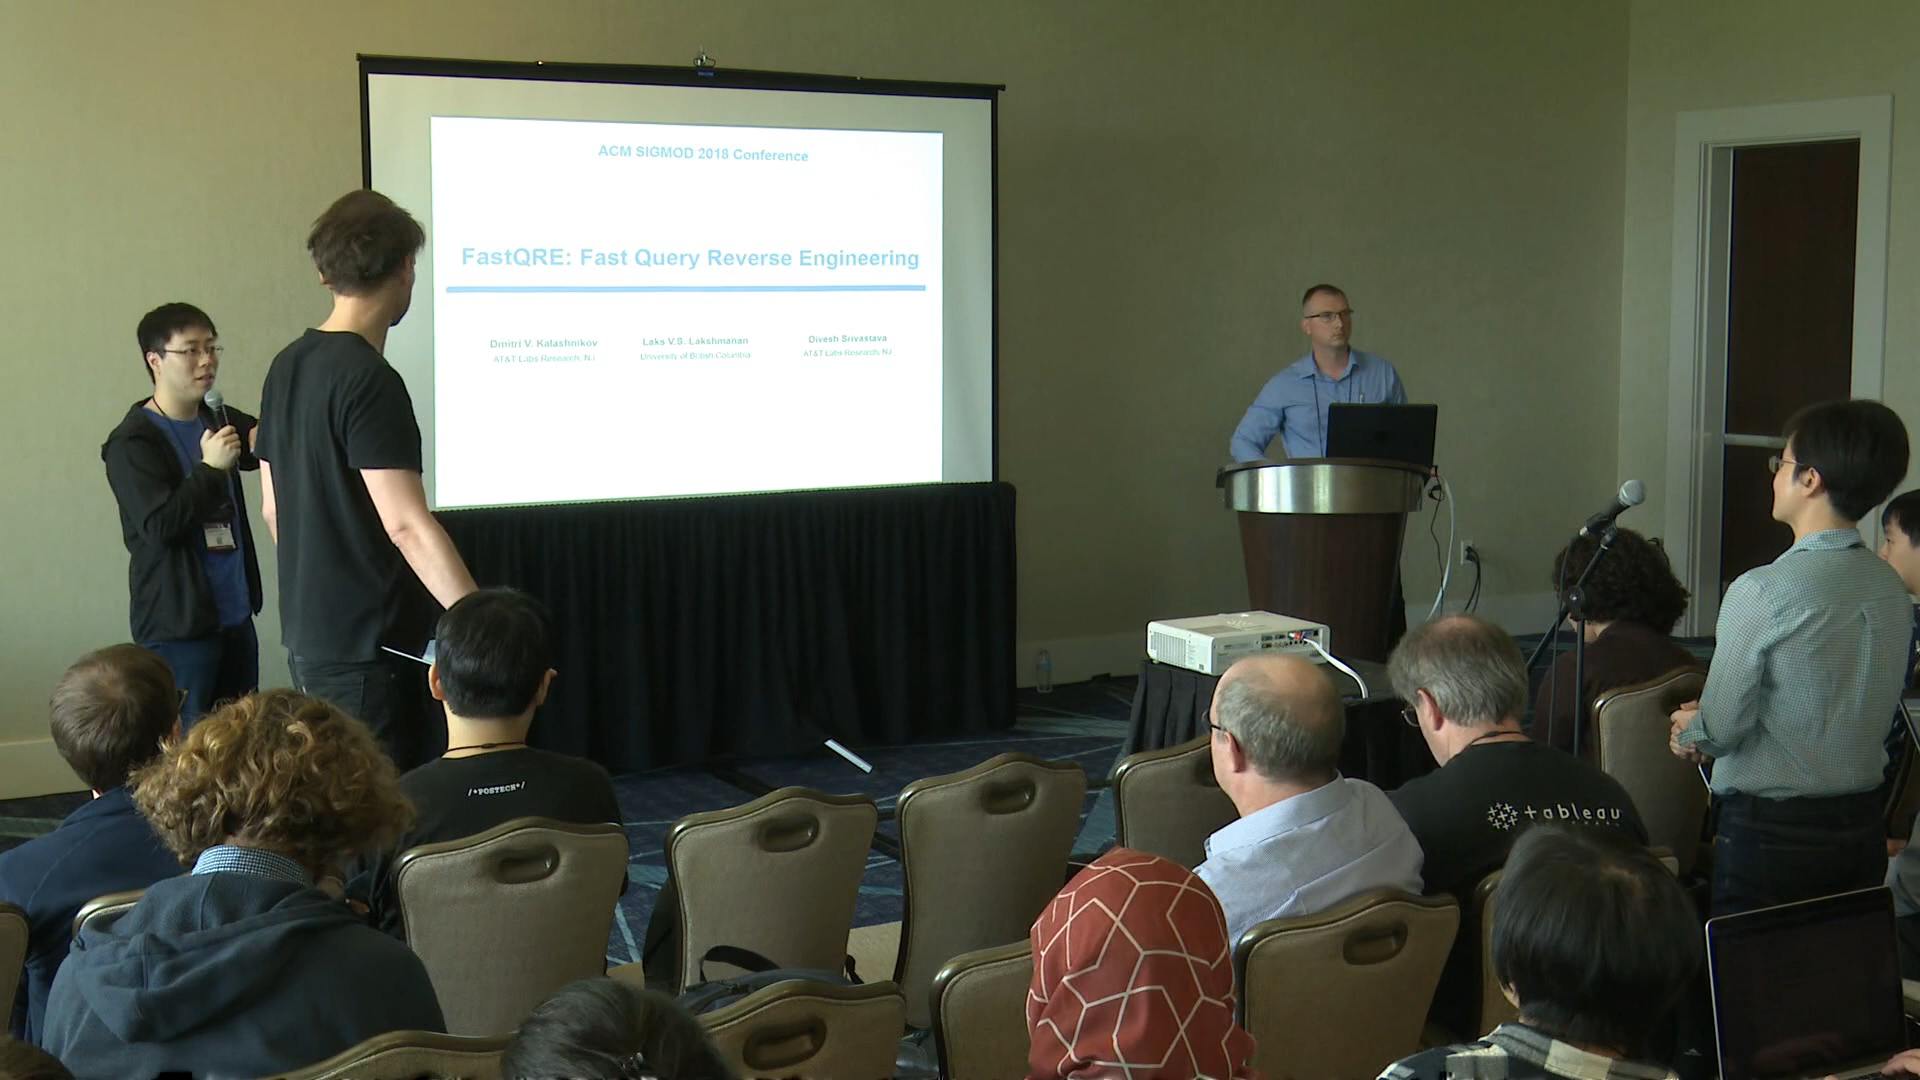 ACM SIGMOD 2018 Conference
FastQRE: Fast Query Reverse Engineering
Dmitri V. Kalashnikov
AT&T Labs Research, NJ
Laks V.S. Lakshmanan
University of British Columbia
Divesh Srivastava
AT&T Labs Research, NJ
/*POSTECH*/
tableau